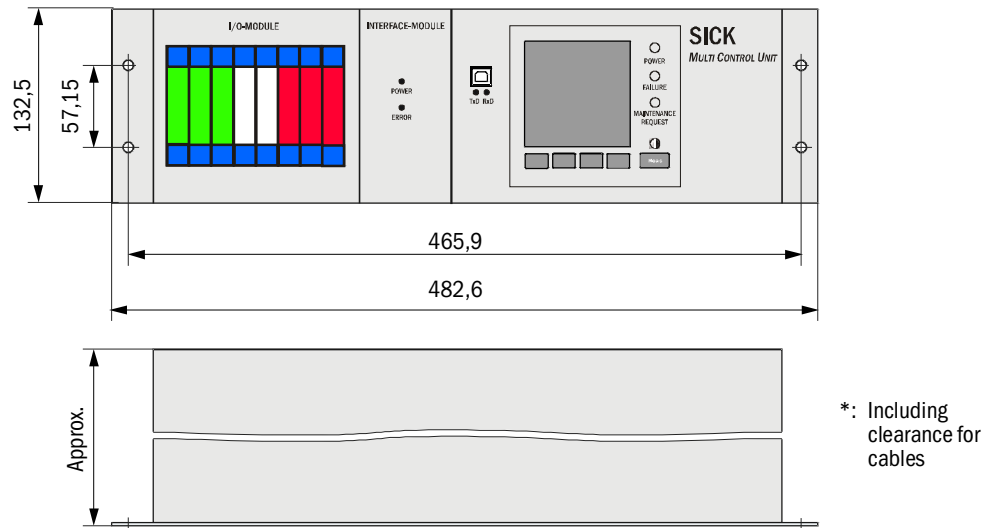 I/O-MODULE
INTERFACE-MODULE
SICK
MULTI CONTROL UNIT
POWER
FAILURE
MAINTENANCE
REQUEST
TxD RxD
POWER
ERROR
132,5
57,15
465,9
482,6
Approx.
*: Including
clearance for
cables